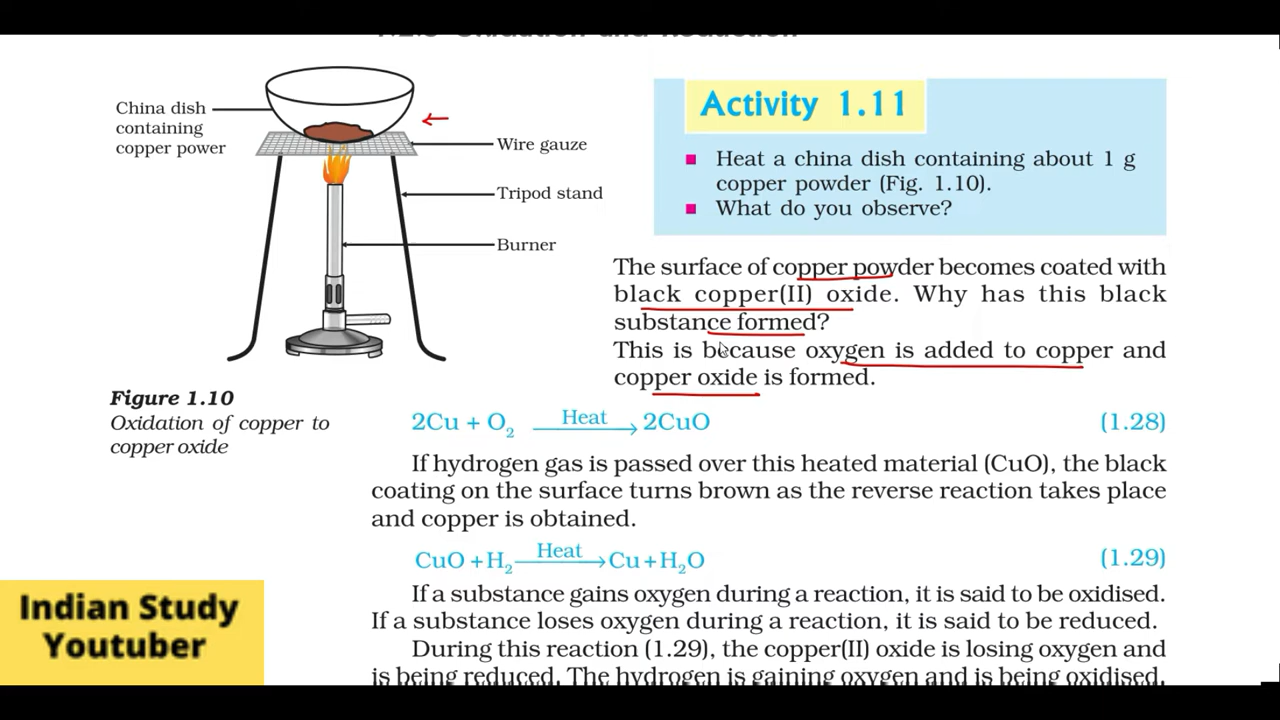 1.2.5 Oxidation and Reduction
China dish
containing
copper power
Wire gauze
Tripod stand
Burner
Figure 1.10
Oxidation of copper to
copper oxide
Activity 1.11
Heat a china dish containing about 1 g
copper powder (Fig. 1.10).
What do you observe?
The surface of copper powder becomes coated with
black copper(II) oxide. Why has this black
substance formed?
This is because oxygen is added to copper and
copper oxide is formed.
2Cu + O₂ Heat 2CuO (1.28)
If hydrogen gas is passed over this heated material (CuO), the black
coating on the surface turns brown as the reverse reaction takes place
and copper is obtained.
CuO + H₂ Heat Cu + H₂O (1.29)
If a substance gains oxygen during a reaction, it is said to be oxidised.
If a substance loses oxygen during a reaction, it is said to be reduced.
During this reaction (1.29), the copper(II) oxide is losing oxygen and
is being reduced. The hydrogen is gaining oxygen and is being oxidised.
Indian Study
Youtuber